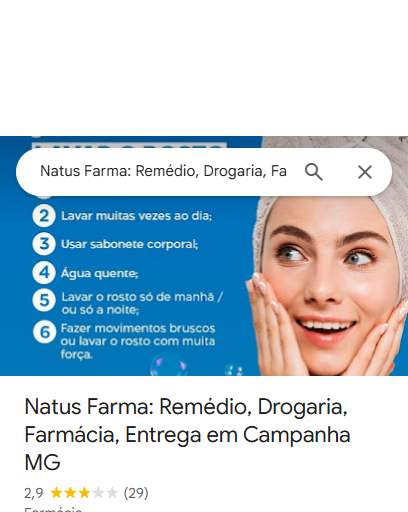 Natus Farma: Remédio, Drogaria, Fa
2 Lavar muitas vezes ao dia;
3 Usar sabonete corporal;
4 Água quente;
5 Lavar o rosto só de manhã /
ou só a noite;
6 Fazer movimentos bruscos
ou lavar o rosto com muita
força.
Natus Farma: Remédio, Drogaria,
Farmácia, Entrega em Campanha
MG
2,9 (29)
Farmácia